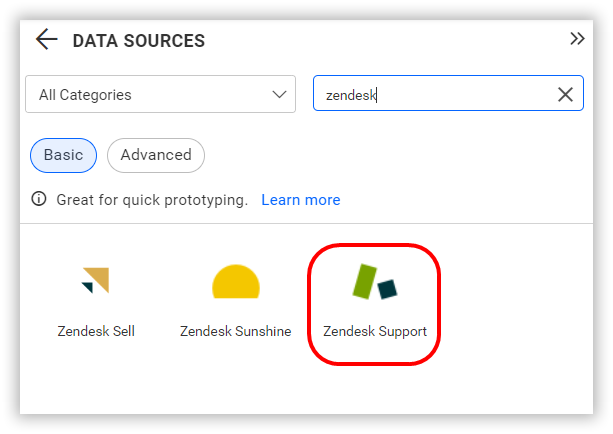 DATA SOURCES
All Categories
zendesk
Basic
Advanced
Great for quick prototyping. Learn more
Zendesk Sell
Zendesk Sunshine
Zendesk Support